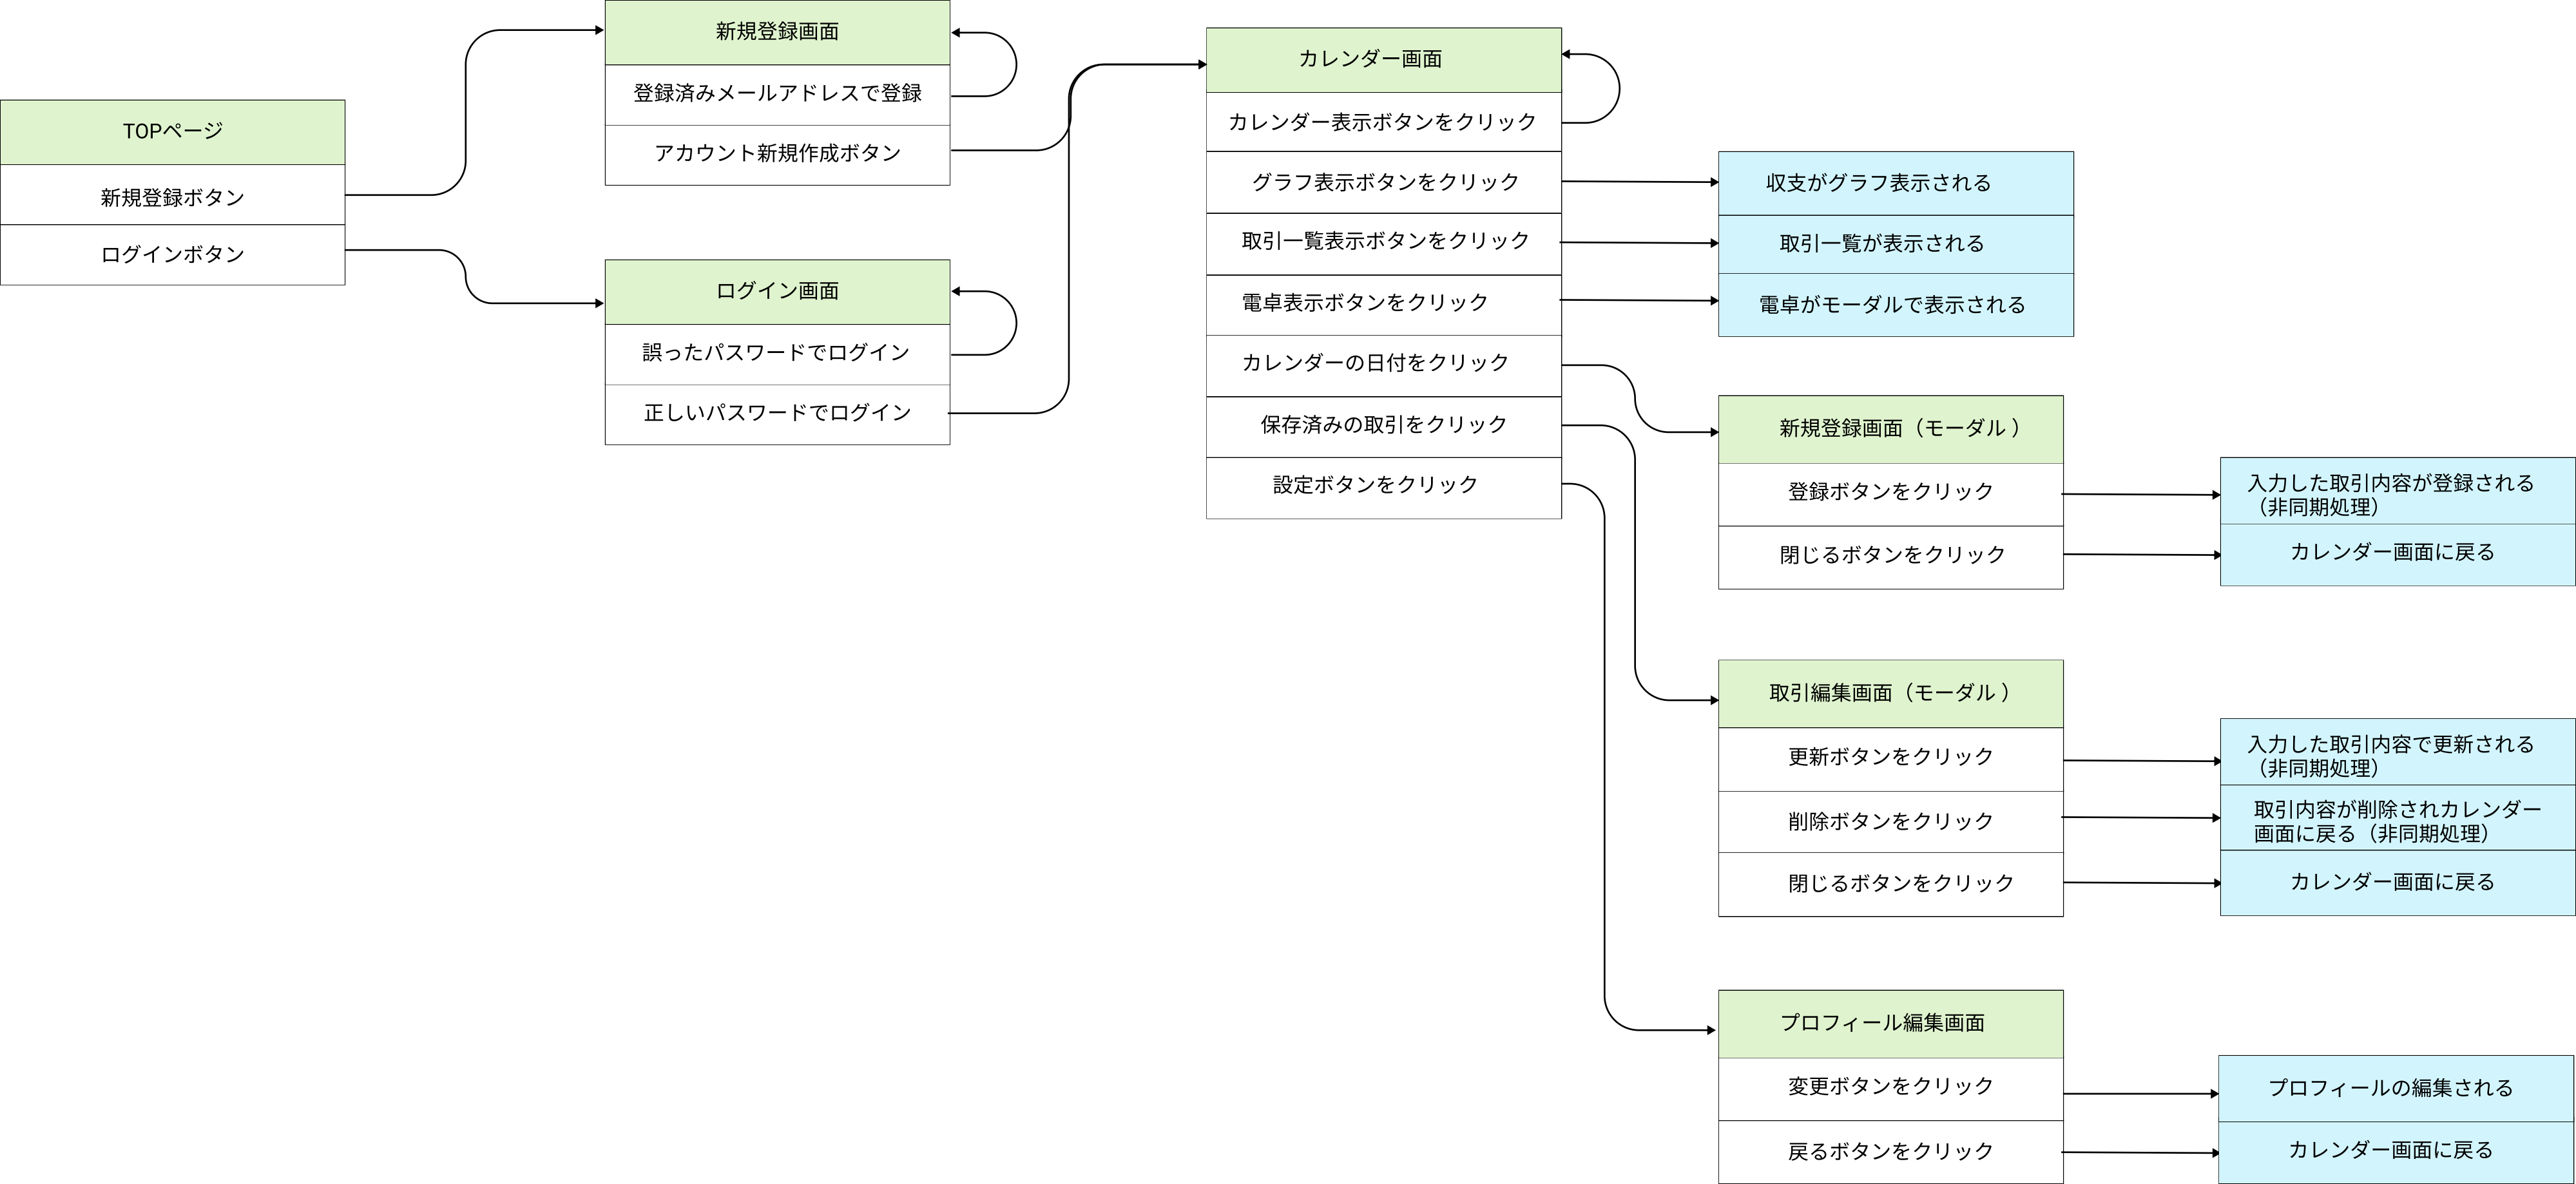 TOPページ
新規登録ボタン
ログインボタン
新規登録画面
登録済みメールアドレスで登録
アカウント新規作成ボタン
ログイン画面
誤ったパスワードでログイン
正しいパスワードでログイン
カレンダー画面
カレンダー表示ボタンをクリック
グラフ表示ボタンをクリック
取引一覧表示ボタンをクリック
電卓表示ボタンをクリック
カレンダーの日付をクリック
保存済みの取引をクリック
設定ボタンをクリック
収支がグラフ表示される
取引一覧が表示される
電卓がモーダルで表示される
新規登録画面（モーダル ）
登録ボタンをクリック
閉じるボタンをクリック
入力した取引内容が登録される
（非同期処理）
カレンダー画面に戻る
取引編集画面（モーダル ）
更新ボタンをクリック
削除ボタンをクリック
閉じるボタンをクリック
入力した取引内容で更新される
（非同期処理）
取引内容が削除されカレンダー
画面に戻る（非同期処理）
カレンダー画面に戻る
プロフィール編集画面
変更ボタンをクリック
戻るボタンをクリック
プロフィールの編集される
カレンダー画面に戻る